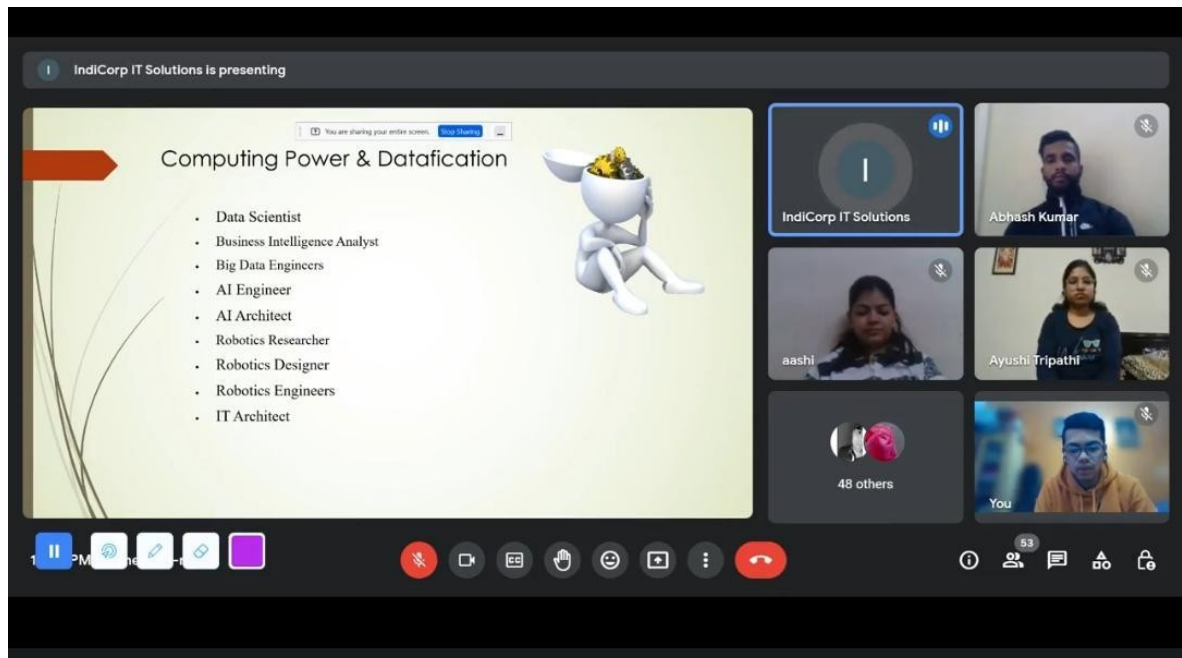 I IndiCorp IT Solutions is presenting
You are sharing your entire screen. Stop Sharing
Computing Power & Datafication
• Data Scientist
• Business Intelligence Analyst
• Big Data Engineers
• AI Engineer
• AI Architect
• Robotics Researcher
• Robotics Designer
• Robotics Engineers
• IT Architect
I
IndiCorp IT Solutions
Abhash Kumar
aashi
Ayushi Tripathi
48 others
You
PM
CC
53